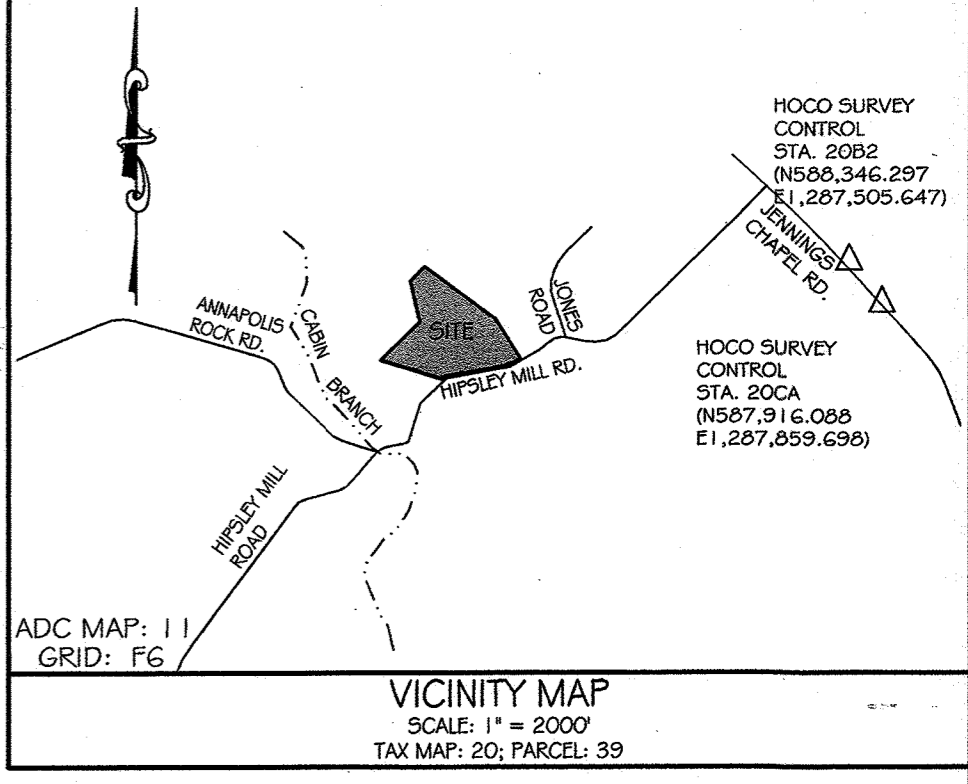 HOCO SURVEY
CONTROL
STA. 20B2
(N588,346.297
E1,287,505.647)
JENNINGS
CHAPEL RD.
ANNAPOLIS
ROCK RD.
CABIN
BRANCH
SITE
JONES
ROAD
HIPSLEY MILL RD.
HOCO SURVEY
CONTROL
STA. 20CA
(N587,916.088
E1,287,859.698)
HIPSLEY MILL
ROAD
ADC MAP: 11
GRID: F6
VICINITY MAP
SCALE: 1" = 2000'
TAX MAP: 20; PARCEL: 39